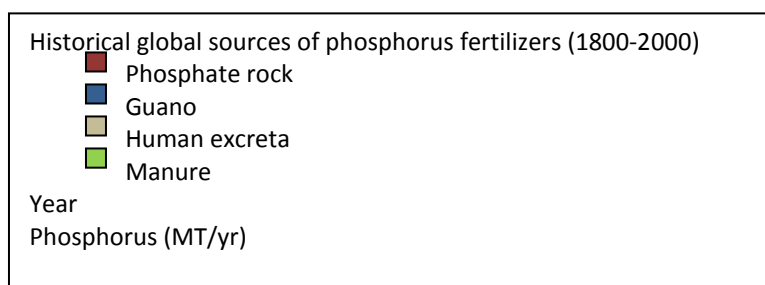 Historical global sources of phosphorus fertilizers (1800-2000)
Phosphate rock
Guano
Human excreta
Manure
Year
Phosphorus (MT/yr)